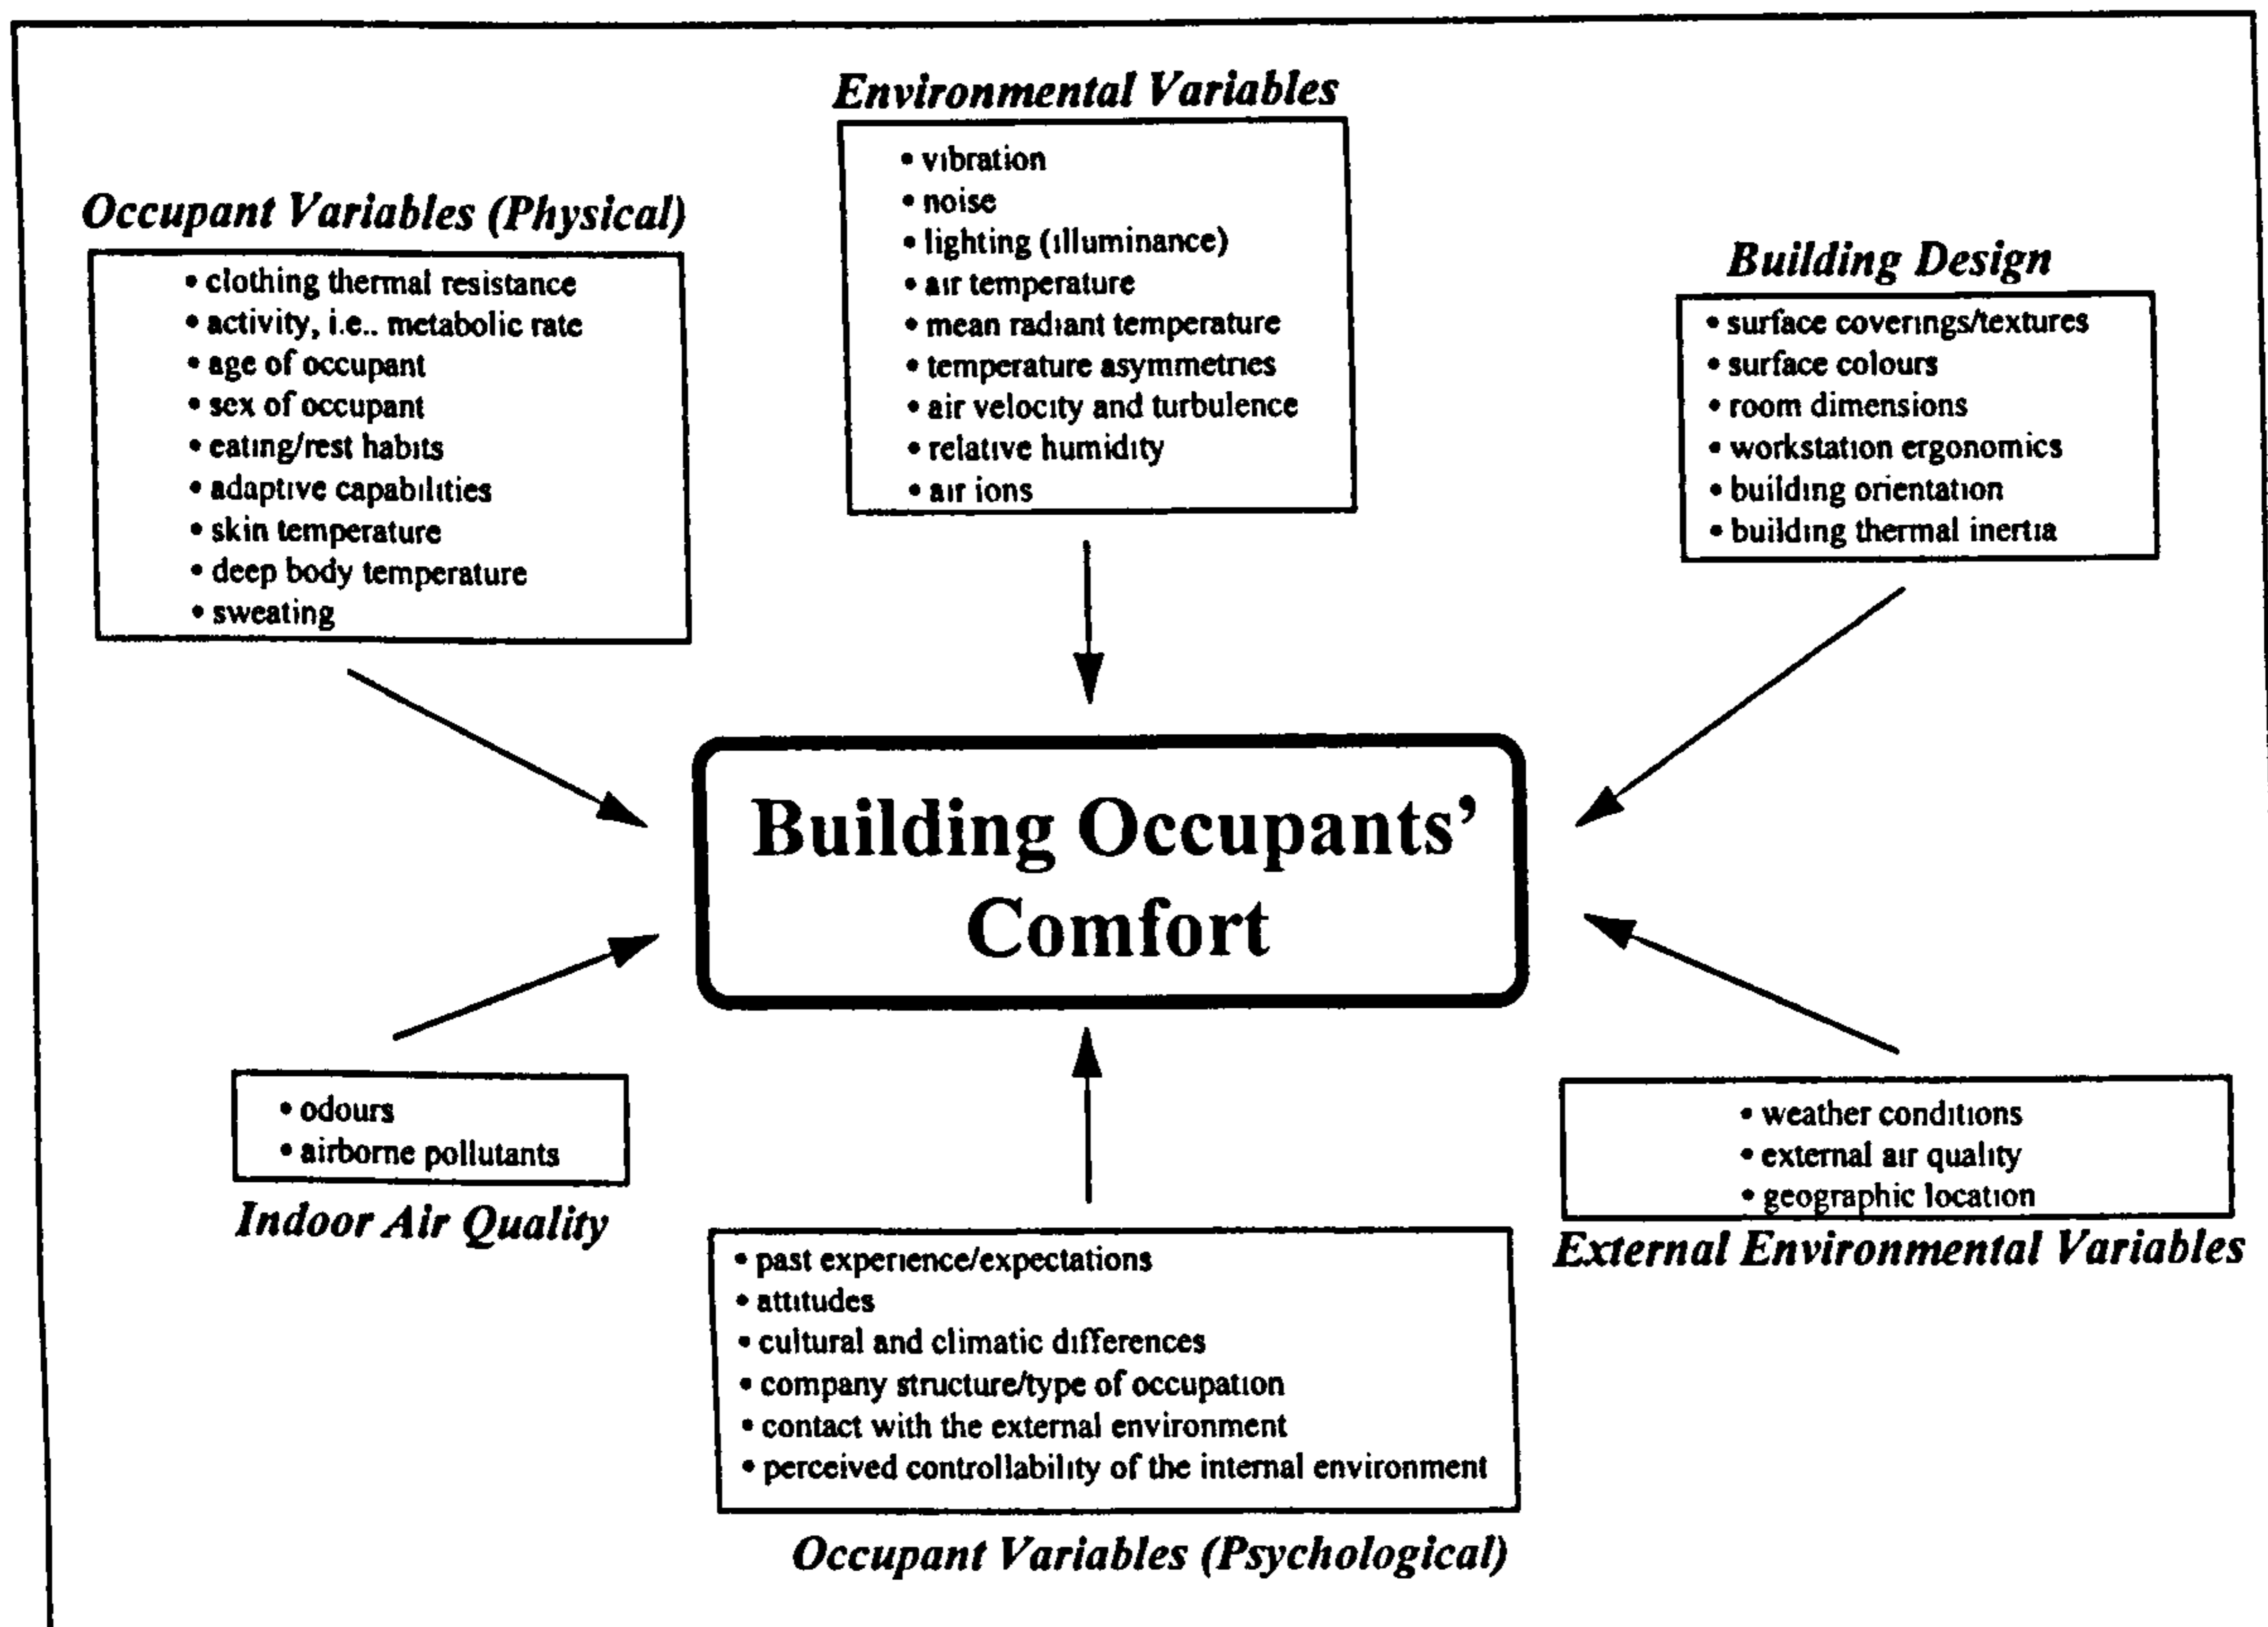 Environmental Variables
• vibration
• noise
• lighting (illuminance)
• air temperature
• mean radiant temperature
• temperature asymmetries
• air velocity and turbulence
• relative humidity
• air ions
Occupant Variables (Physical)
• clothing thermal resistance
• activity, i.e.. metabolic rate
• age of occupant
• sex of occupant
• eating/rest habits
• adaptive capabilities
• skin temperature
• deep body temperature
• sweating
Building Design
• surface coverings/textures
• surface colours
• room dimensions
• workstation ergonomics
• building orientation
• building thermal inertia
Building Occupants’
Comfort
• odours
• airborne pollutants
Indoor Air Quality
• weather conditions
• external air quality
• geographic location
External Environmental Variables
• past experience/expectations
• attitudes
• cultural and climatic differences
• company structure/type of occupation
• contact with the external environment
• perceived controllability of the internal environment
Occupant Variables (Psychological)